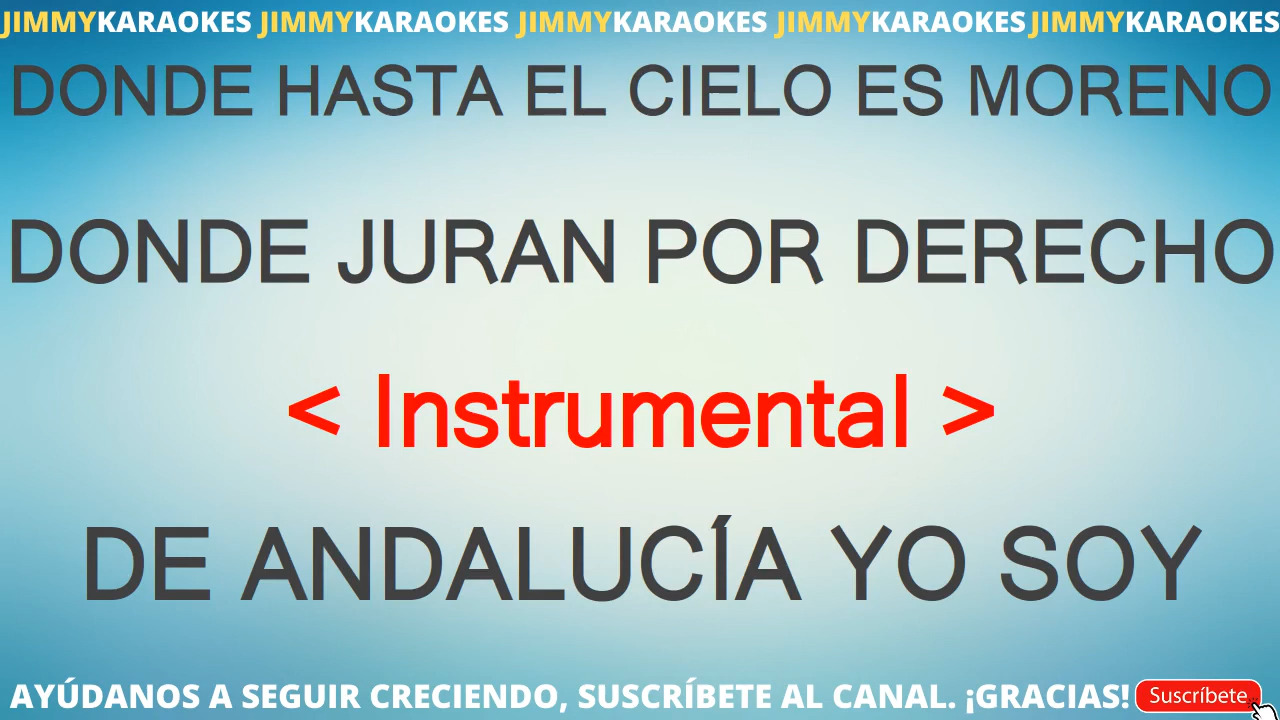 JIMMYKARAOKES JIMMYKARAOKES JIMMYKARAOKES JIMMYKARAOKES JIMMYKARAOKES
DONDE HASTA EL CIELO ES MORENO
DONDE JURAN POR DERECHO
< Instrumental >
DE ANDALUCÍA YO SOY
AYÚDANOS A SEGUIR CRECIENDO, SUSCRÍBETE AL CANAL. ¡GRACIAS! Suscríbete